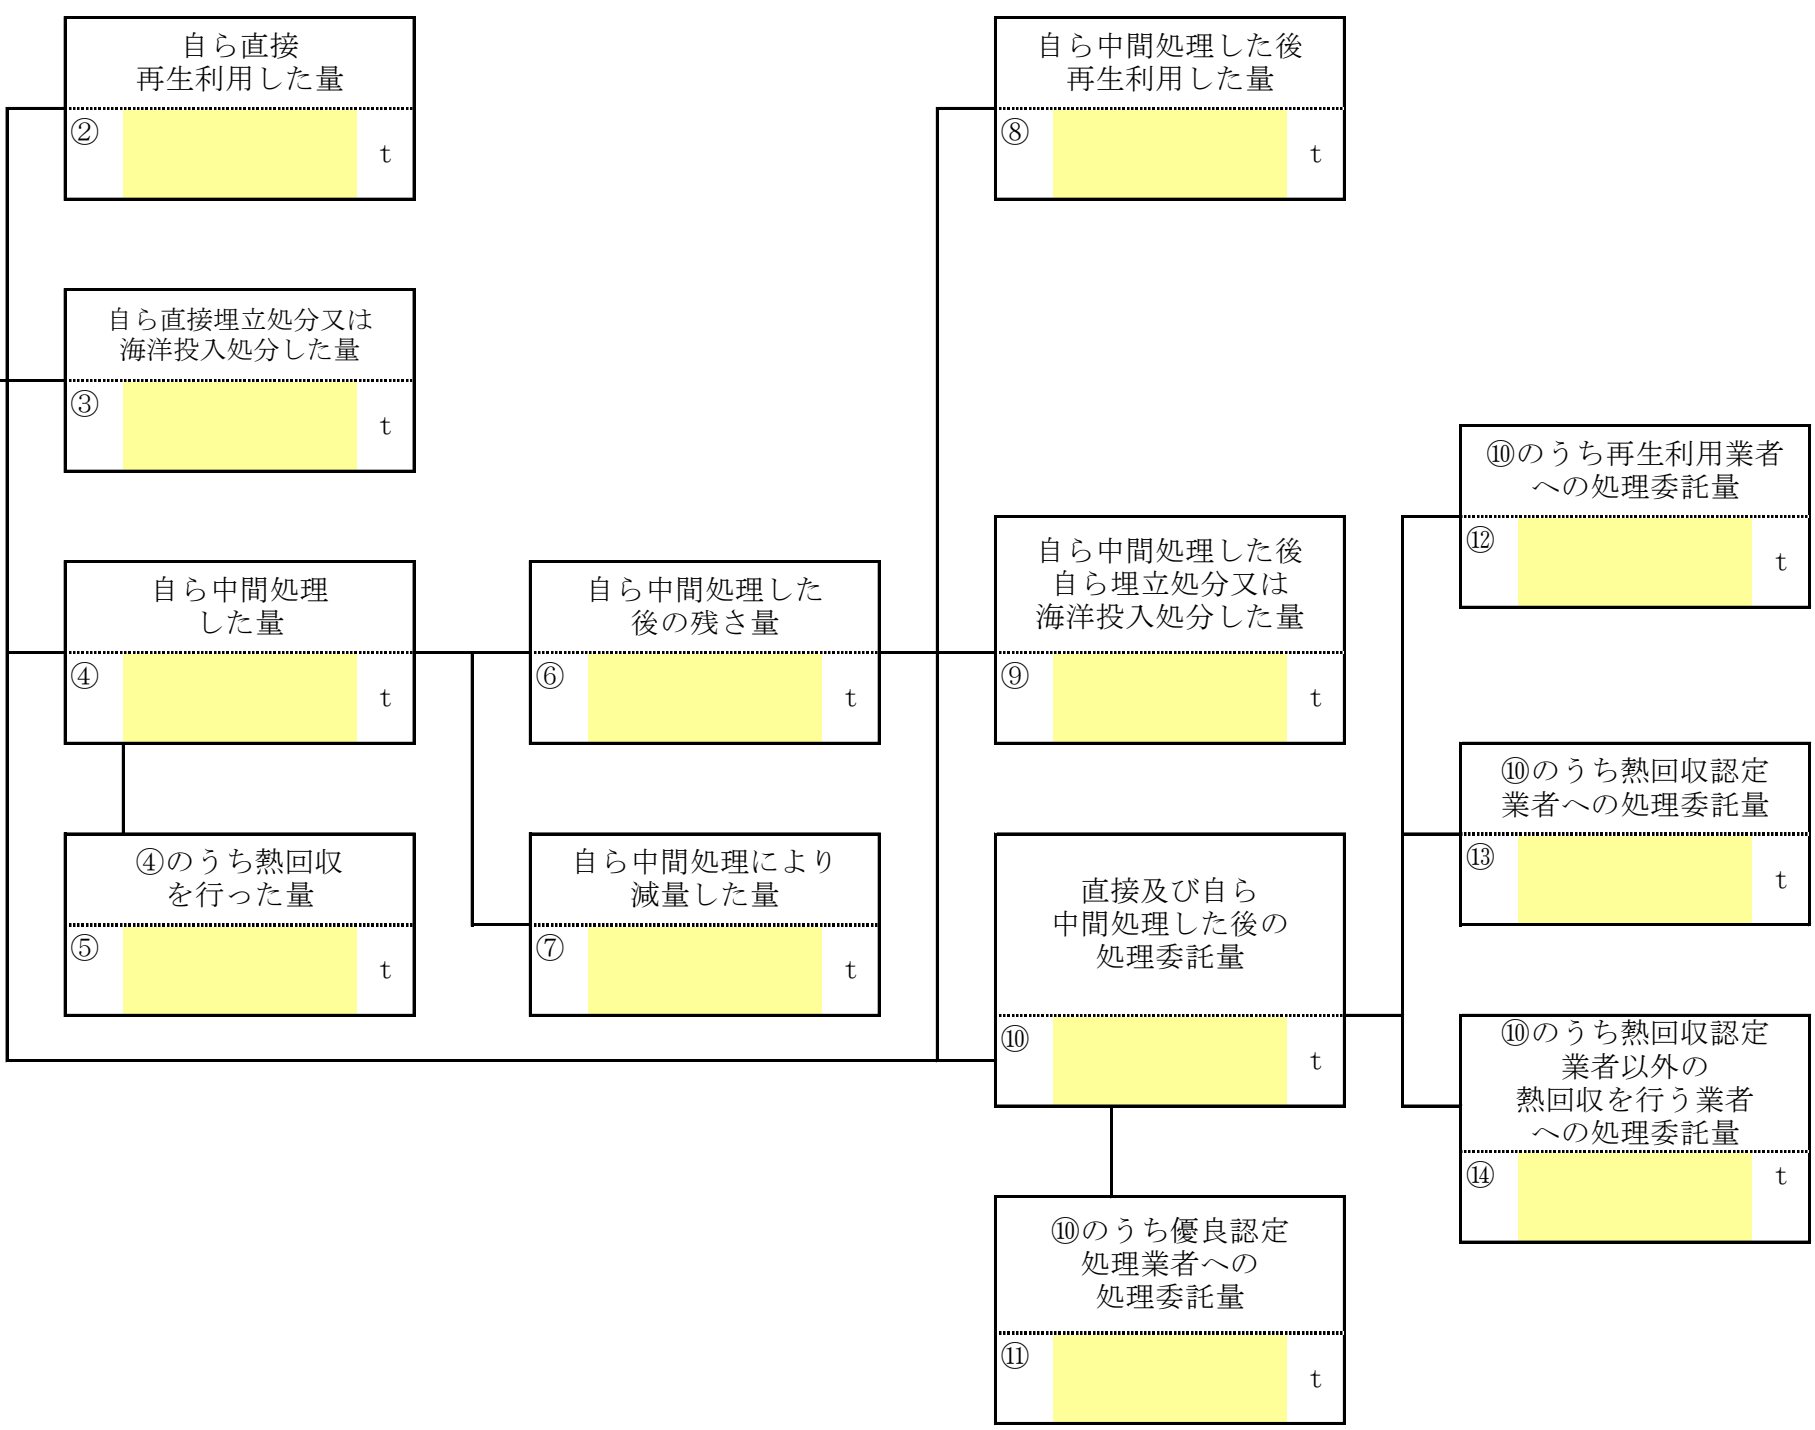 自ら直接
再生利用した量
②
t
自ら直接埋立処分又は
海洋投入処分した量
③
t
自ら中間処理
した量
④
t
④のうち熱回収
を行った量
⑤
t
自ら中間処理した
後の残さ量
⑥
t
自ら中間処理により
減量した量
⑦
t
自ら中間処理した後
再生利用した量
⑧
t
自ら中間処理した後
自ら埋立処分又は
海洋投入処分した量
⑨
t
直接及び自ら
中間処理した後の
処理委託量
⑩
t
⑩のうち優良認定
処理業者への
処理委託量
⑪
t
⑩のうち再生利用業者
への処理委託量
⑫
t
⑩のうち熱回収認定
業者への処理委託量
⑬
t
⑩のうち熱回収認定
業者以外の
熱回収を行う業者
への処理委託量
⑭
t